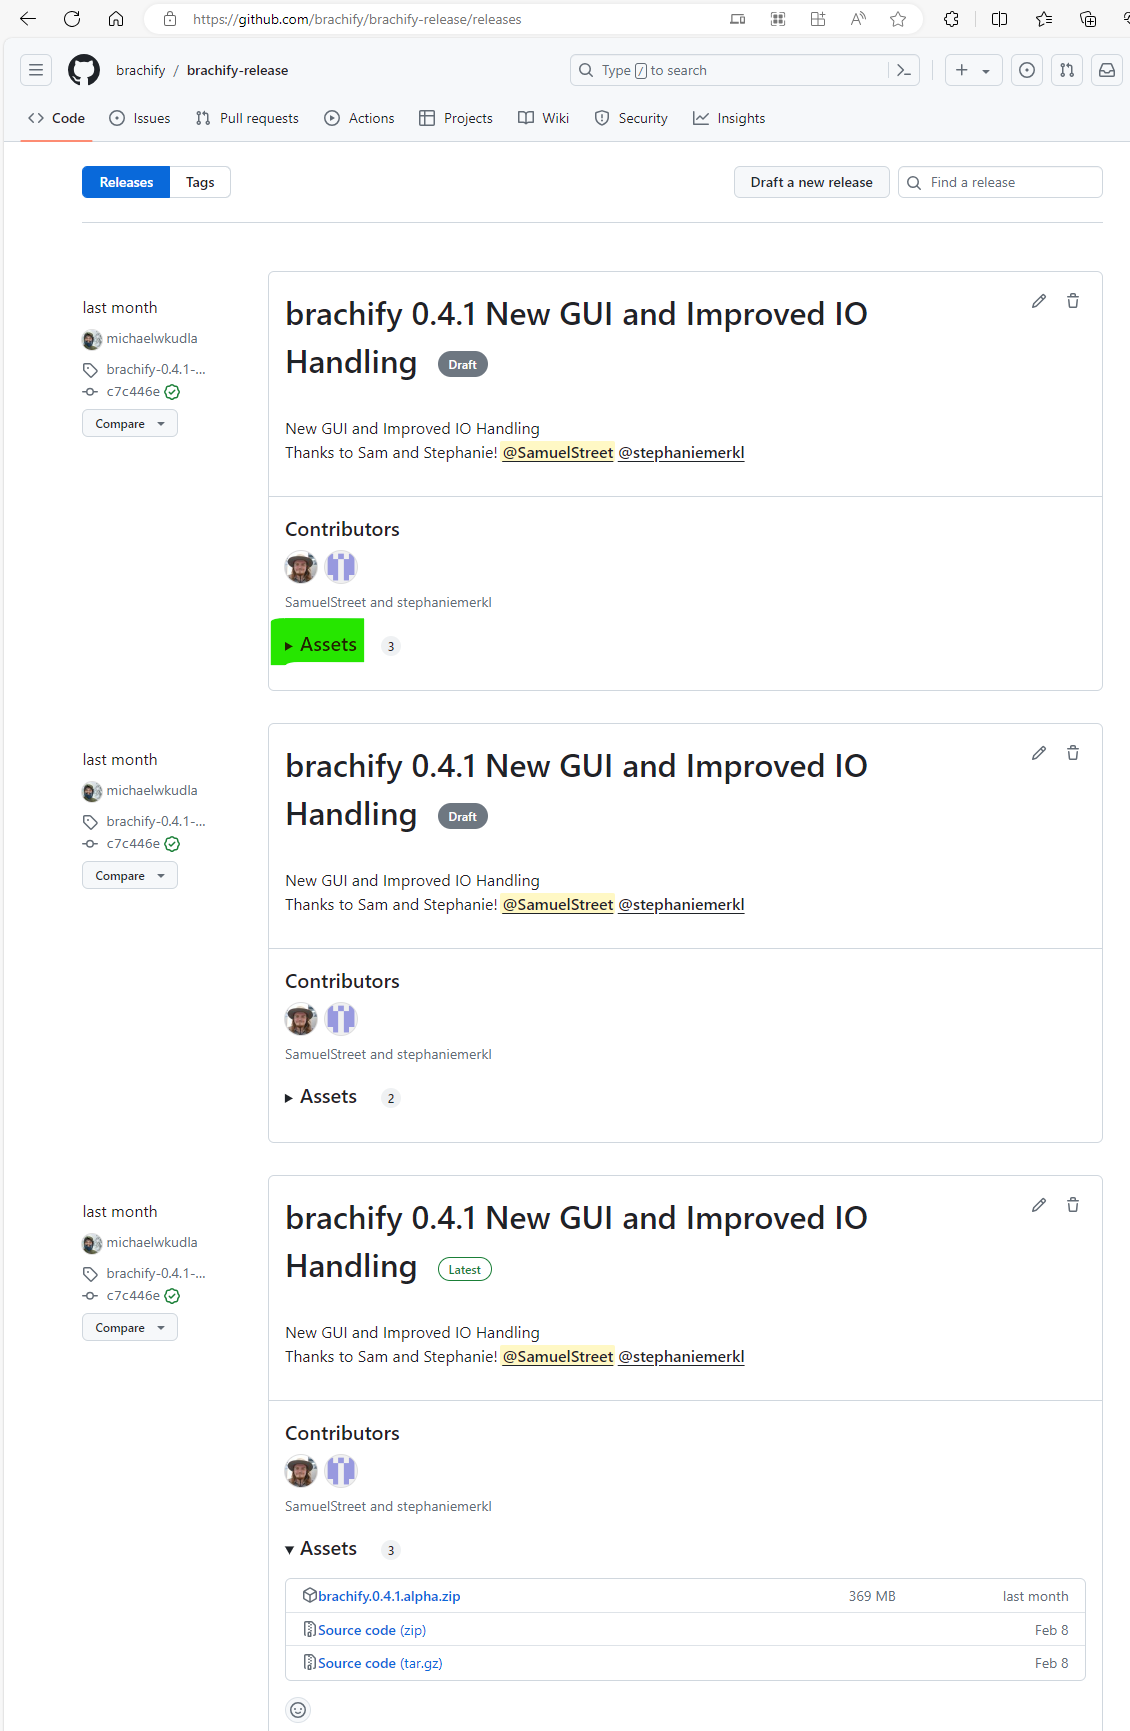 https://github.com/brachify/brachify-release/releases
brachify / brachify-release
Type / to search
Code Issues Pull requests Actions Projects Wiki Security Insights
Releases Tags Draft a new release Find a release
last month
michaelwkudla
brachify-0.4.1-...
c7c446e
Compare
brachify 0.4.1 New GUI and Improved IO
Handling Draft
New GUI and Improved IO Handling
Thanks to Sam and Stephanie! @SamuelStreet @stephaniemerkl
Contributors
SamuelStreet and stephaniemerkl
Assets 3
last month
michaelwkudla
brachify-0.4.1-...
c7c446e
Compare
brachify 0.4.1 New GUI and Improved IO
Handling Draft
New GUI and Improved IO Handling
Thanks to Sam and Stephanie! @SamuelStreet @stephaniemerkl
Contributors
SamuelStreet and stephaniemerkl
Assets 2
last month
michaelwkudla
brachify-0.4.1-...
c7c446e
Compare
brachify 0.4.1 New GUI and Improved IO
Handling Latest
New GUI and Improved IO Handling
Thanks to Sam and Stephanie! @SamuelStreet @stephaniemerkl
Contributors
SamuelStreet and stephaniemerkl
Assets 3
brachify.0.4.1.alpha.zip 369 MB last month
Source code (zip) Feb 8
Source code (tar.gz) Feb 8